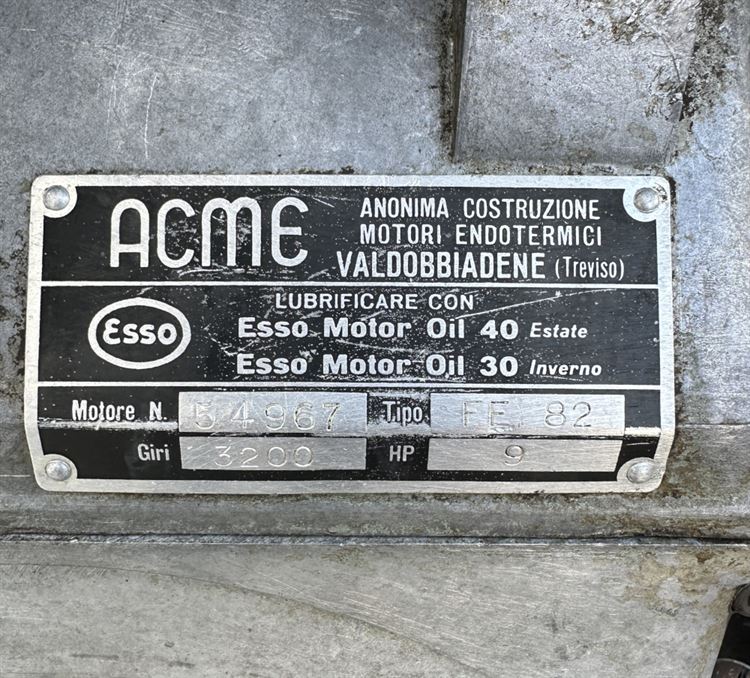 ACME
ANONIMA COSTRUZIONE
MOTORI ENDOTERMICI
VALDOBBIADENE (Treviso)
Esso
LUBRIFICARE CON
Esso Motor Oil 40 Estate
Esso Motor Oil 30 Inverno
Motore N. 54967 Tipo FE. 82
Giri 3200 HP 9